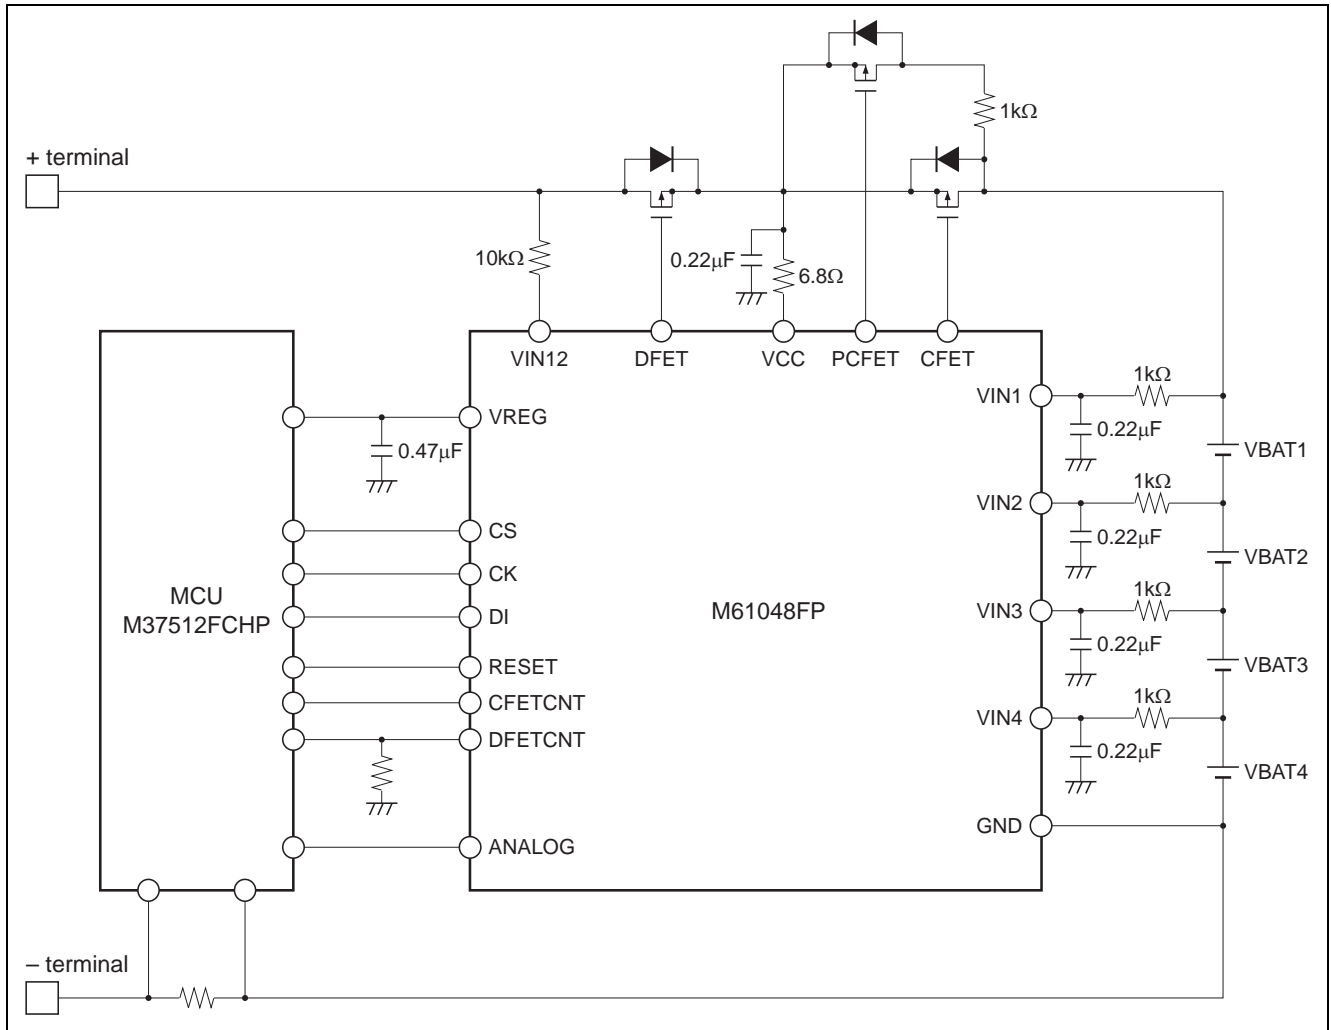 1kΩ
+ terminal
10kΩ
0.22μF
6.8Ω
VIN12
DFET
VCC
PCFET
CFET
VREG
0.47μF
CS
CK
DI
RESET
CFETCNT
DFETCNT
ANALOG
MCU
M37512FCHP
M61048FP
VIN1
1kΩ
0.22μF
VBAT1
VIN2
1kΩ
0.22μF
VBAT2
VIN3
1kΩ
0.22μF
VBAT3
VIN4
1kΩ
0.22μF
VBAT4
GND
– terminal